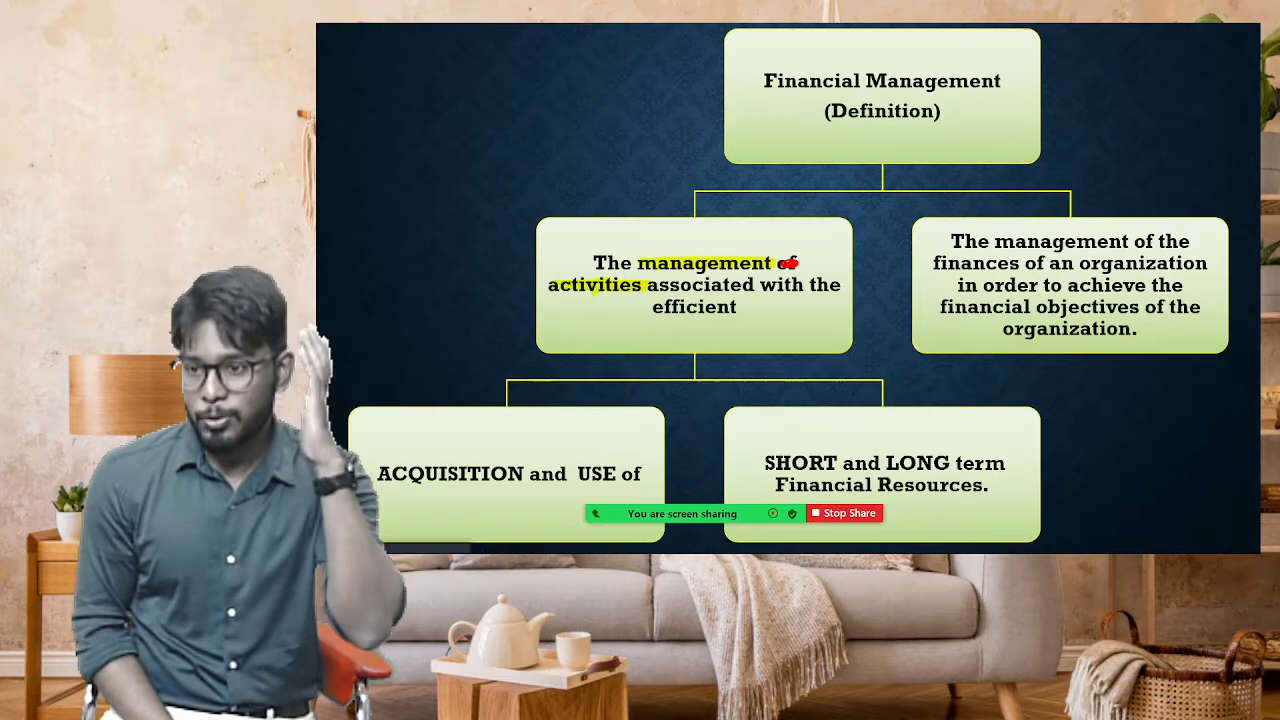 Financial Management
(Definition)
The management of
activities associated with the
efficient
The management of the
finances of an organization
in order to achieve the
financial objectives of the
organization.
ACQUISITION and USE of
SHORT and LONG term
Financial Resources.
You are screen sharing
Stop Share